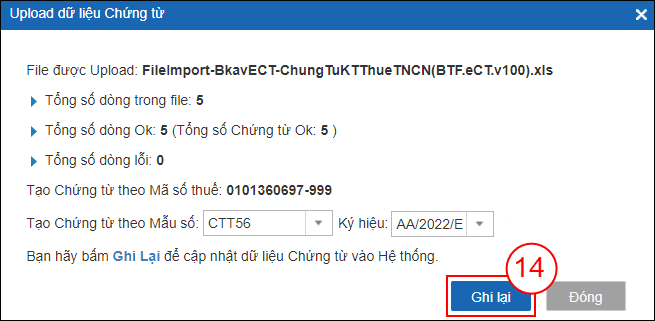 Upload dữ liệu Chứng từ
File được Upload: FileImport-BkavECT-ChungTuKTThueTNCN(BTF.eCT.v100).xls
Tổng số dòng trong file: 5
Tổng số dòng Ok: 5 (Tổng số Chứng từ Ok: 5 )
Tổng số dòng lỗi: 0
Tạo Chứng từ theo Mã số thuế: 0101360697-999
Tạo Chứng từ theo Mẫu số: CTT56 Ký hiệu: AA/2022/E
Bạn hãy bấm Ghi Lại để cập nhật dữ liệu Chứng từ vào Hệ thống.
14
Ghi lại Đóng